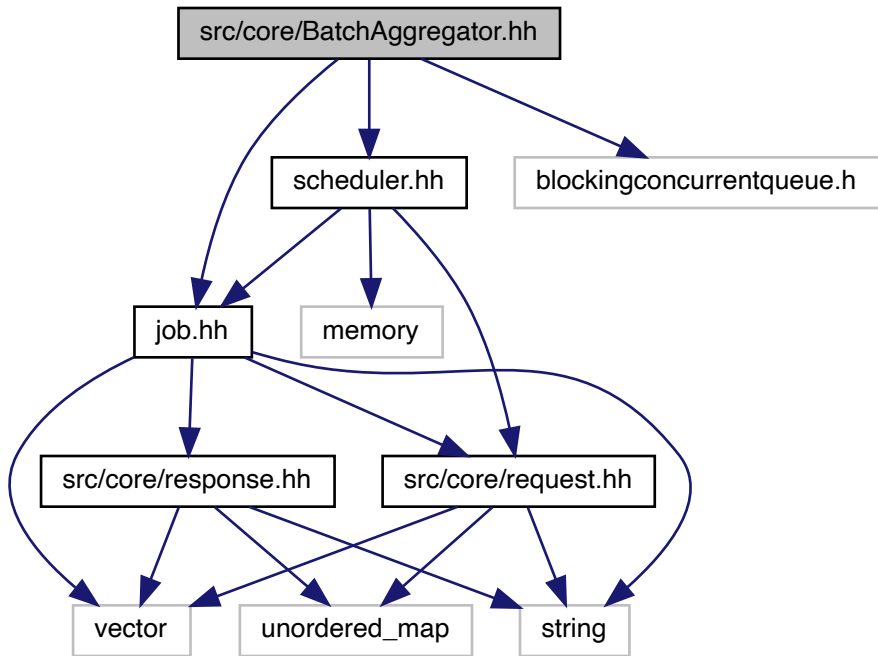 src/core/BatchAggregator.hh
scheduler.hh
blockingconcurrentqueue.h
job.hh
memory
src/core/response.hh
src/core/request.hh
vector
unordered_map
string